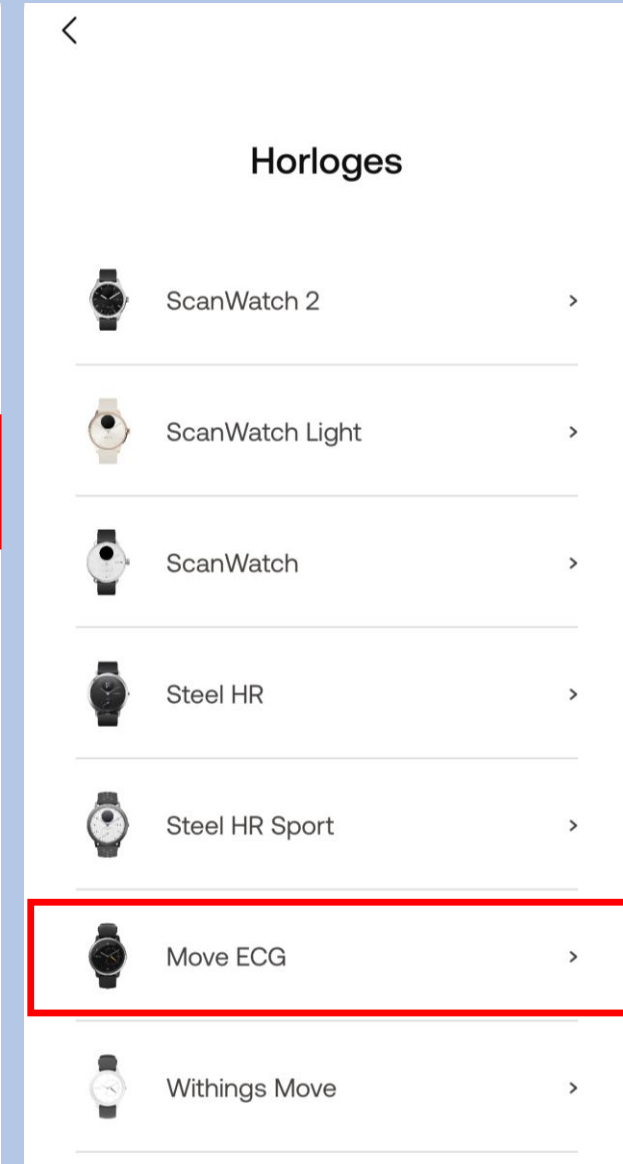 Horloges
ScanWatch 2
ScanWatch Light
ScanWatch
Steel HR
Steel HR Sport
Move ECG
Withings Move